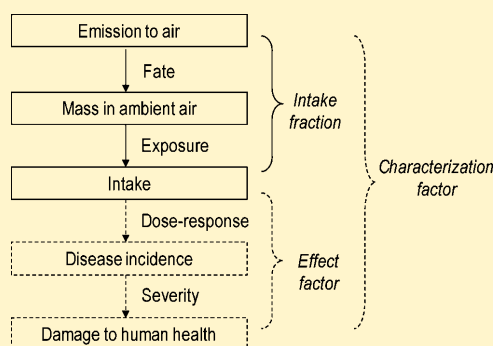 Emission to air
Fate
Mass in ambient air
Exposure
Intake
Dose-response
Disease incidence
Severity
Damage to human health
Intake
fraction
Effect
factor
Characterization
factor